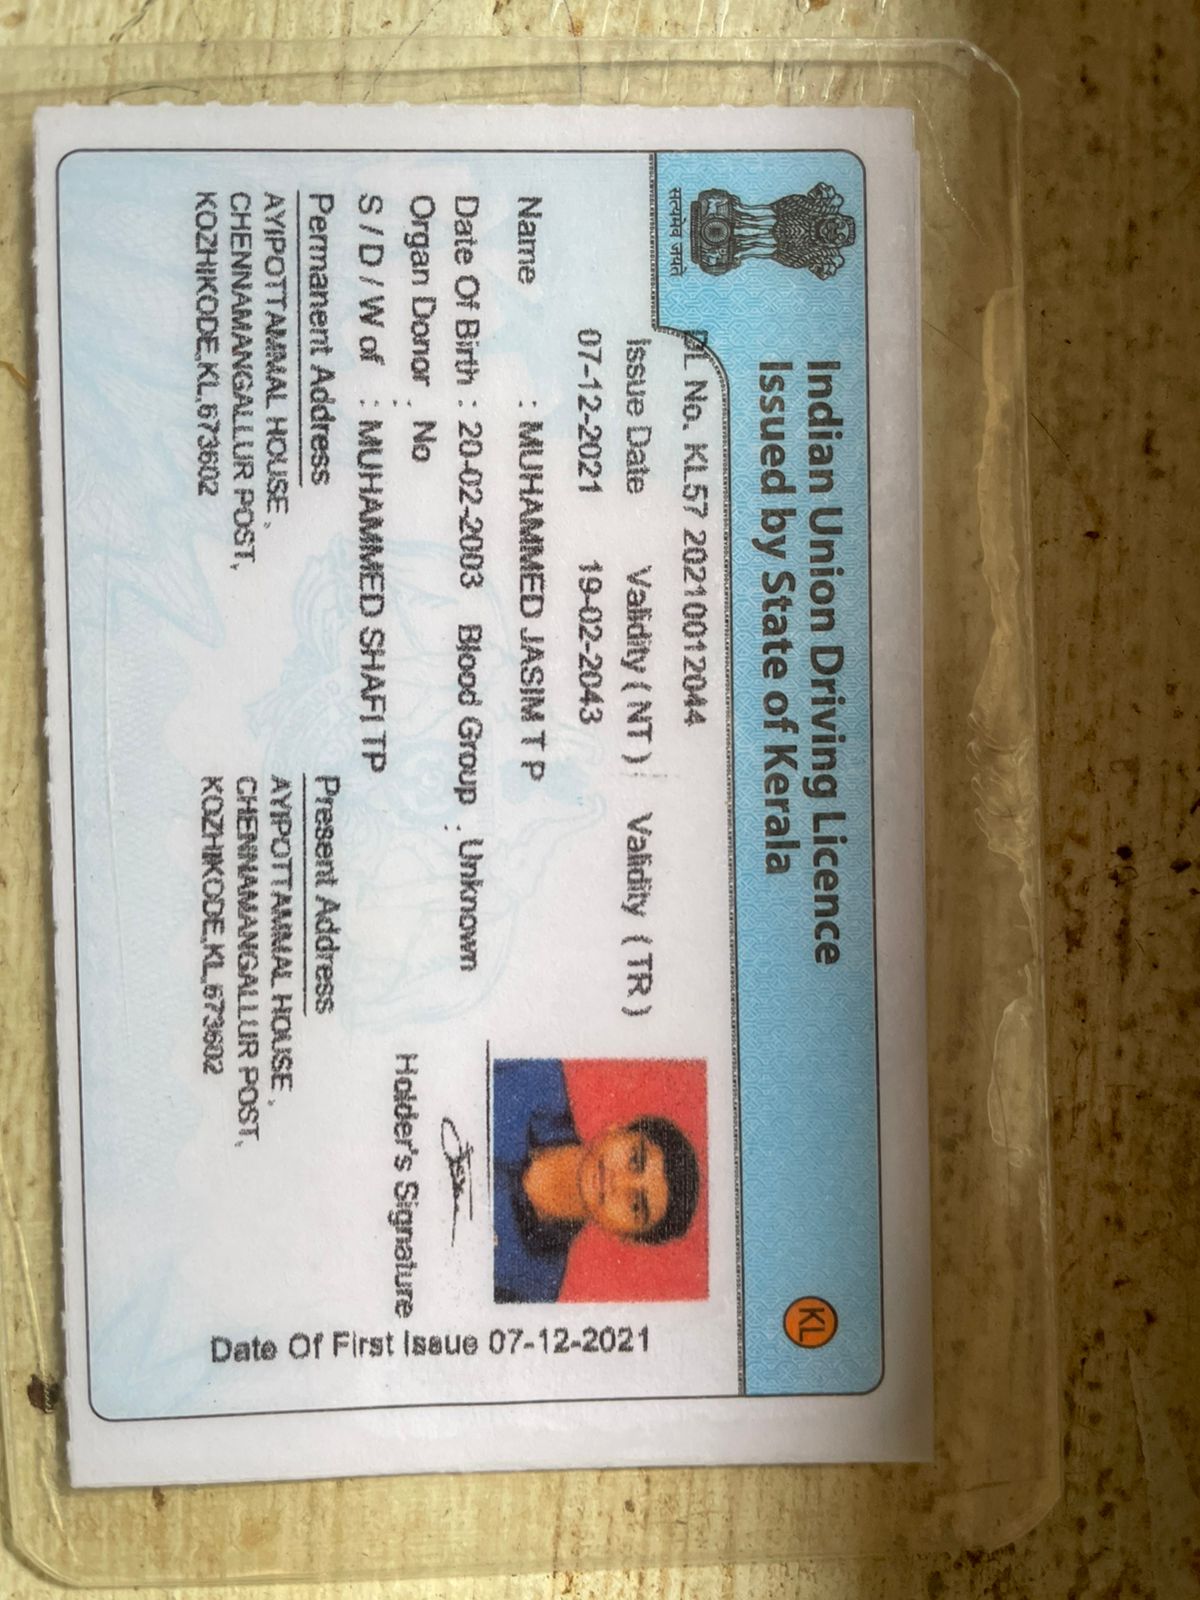 Indian Union Driving Licence
Issued by State of Kerala
KL
सत्यमेव जयते
DL No. KL57 20210012044
Issue Date Validity ( NT ) Validity ( TR )
07-12-2021 19-02-2043
Name : MUHAMMED JASIM T P
Date Of Birth : 20-02-2003 Blood Group : Unknown
Organ Donor : No
S / D / W of : MUHAMMED SHAFI TP
Holder's Signature
Date Of First Issue 07-12-2021
Permanent Address
AYIPOTTAMMAL HOUSE ,
CHENNAMANGALLUR POST,
KOZHIKODE,KL,673602
Present Address
AYIPOTTAMMAL HOUSE ,
CHENNAMANGALLUR POST,
KOZHIKODE,KL,673602